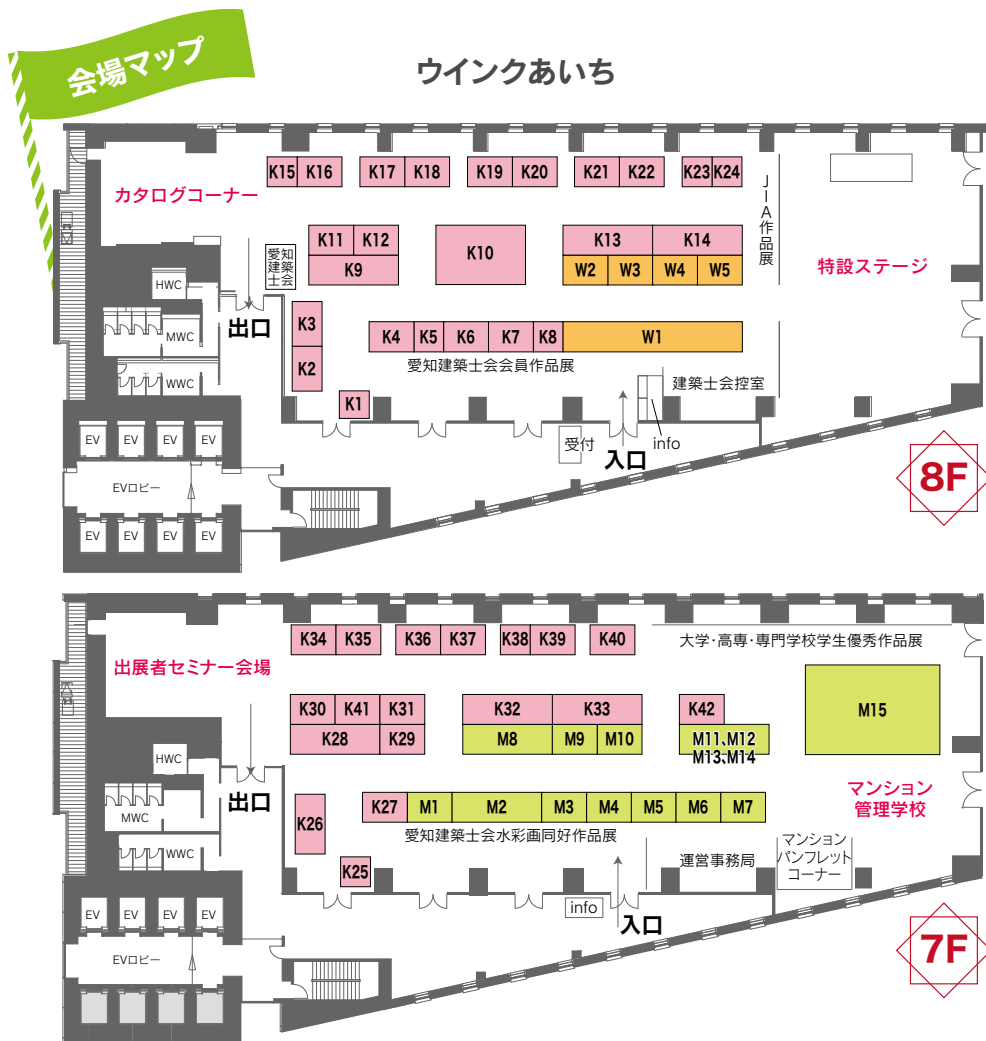 会場マップ
ウインクあいち
K15 K16 K17 K18 K19 K20 K21 K22 K23 K24
カタログコーナー
JIA作品展
特設ステージ
愛知
建築
士会
K11 K12
K9
K10
K13 K14
W2 W3 W4 W5
HWC
MWC
WWC
出口
K3
K2
K1
K4 K5 K6 K7 K8 W1
愛知建築士会会員作品展
建築士会控室
受付
入口
info
EV EV EV EV
EVロビー
EV EV EV EV
8F
K34 K35 K36 K37 K38 K39 K40
大学・高専・専門学校学生優秀作品展
出展者セミナー会場
K30 K41 K31
K28 K29
K32 K33
M8 M9 M10
K42
M11、M12
M13、M14
M15
マンション
管理学校
HWC
MWC
WWC
出口
K26
K25
K27 M1 M2 M3 M4 M5 M6 M7
愛知建築士会水彩画同好作品展
運営事務局
マンション
パンフレット
コーナー
info
入口
EV EV EV EV
EVロビー
7F